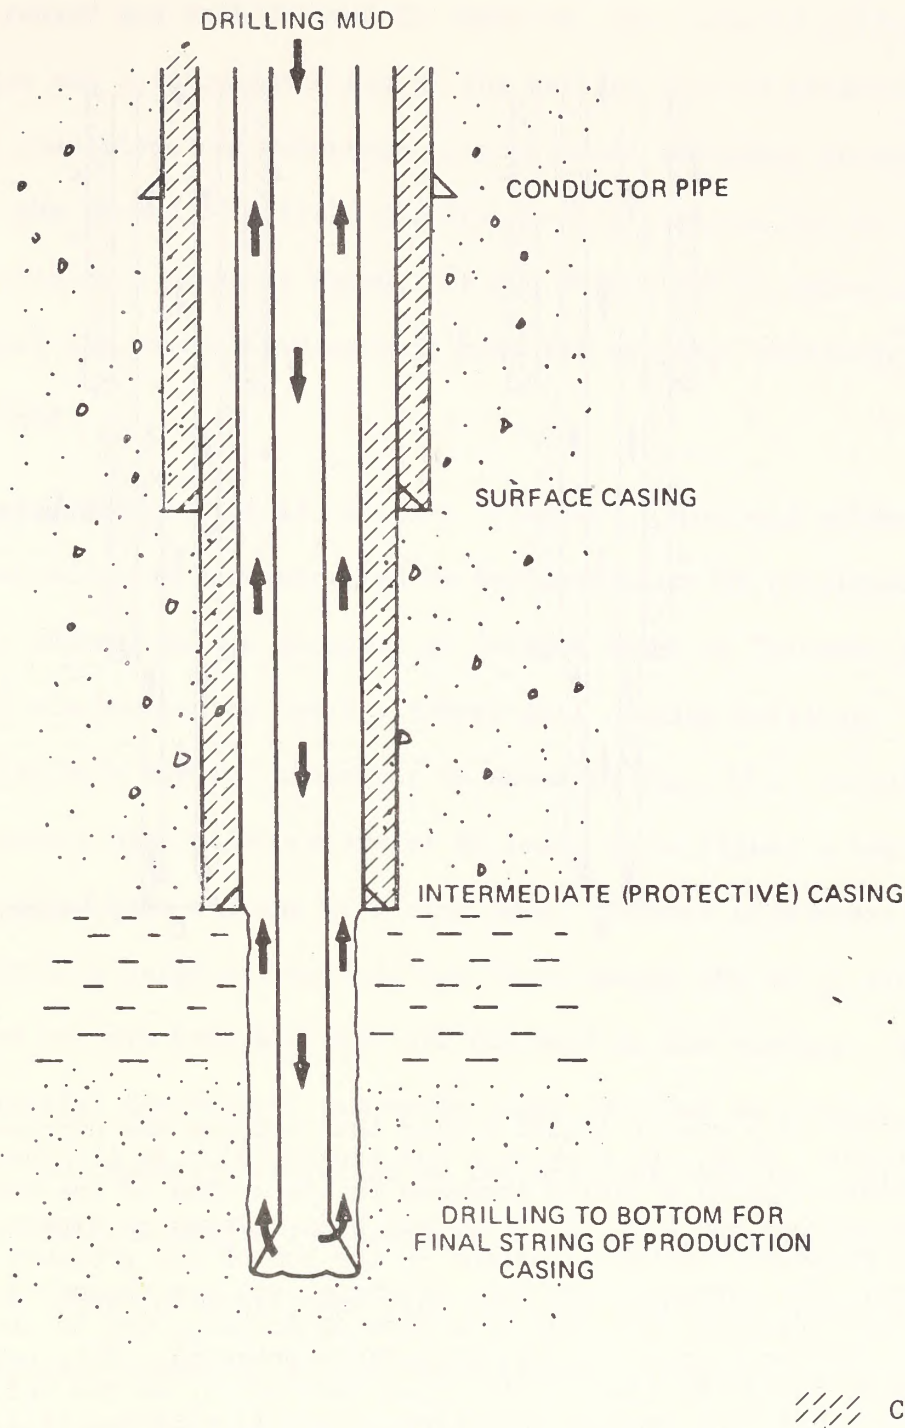 DRILLING MUD
CONDUCTOR PIPE
SURFACE CASING
INTERMEDIATE (PROTECTIVE) CASING
DRILLING TO BOTTOM FOR
FINAL STRING OF PRODUCTION
CASING